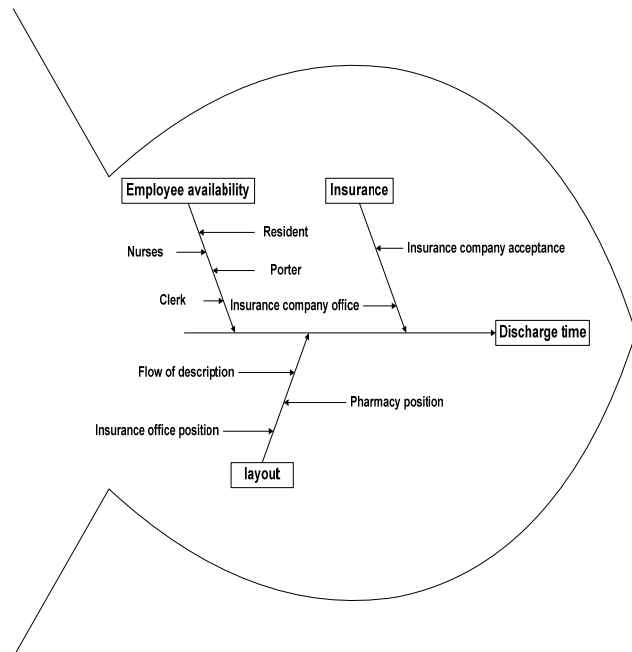 Employee availability
Insurance
Resident
Nurses
Insurance company acceptance
Porter
Clerk
Insurance company office
Discharge time
Flow of description
Pharmacy position
Insurance office position
layout